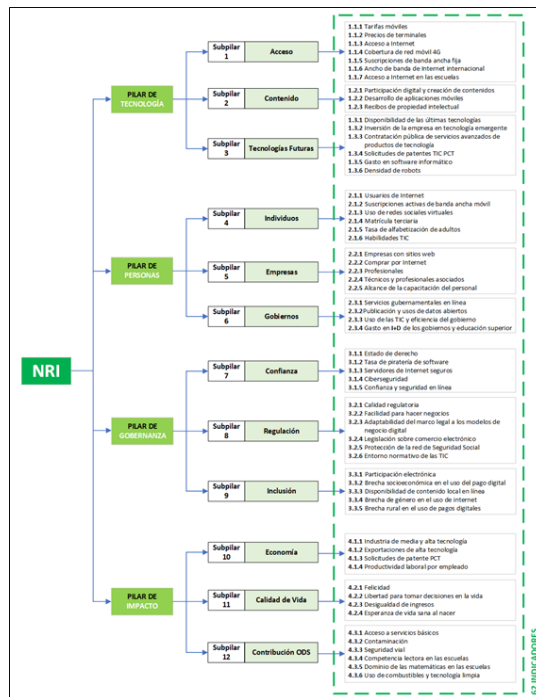 NRI
PILAR DE
TECNOLOGÍA
Subpilar
1
Acceso
1.1.1 Tarifas móviles
1.1.2 Precios de terminales
1.1.3 Acceso a Internet
1.1.4 Cobertura de red móvil 4G
1.1.5 Suscripciones de banda ancha fija
1.1.6 Ancho de banda de Internet internacional
1.1.7 Acceso a Internet en las escuelas
Subpilar
2
Contenido
1.2.1 Participación digital y creación de contenidos
1.2.2 Desarrollo de aplicaciones móviles
1.2.3 Recibos de propiedad intelectual
Subpilar
3
Tecnologías Futuras
1.3.1 Disponibilidad de las últimas tecnologías
1.3.2 Inversión de la empresa en tecnología emergente
1.3.3 Contratación pública de servicios avanzados de
productos de tecnología
1.3.4 Solicitudes de patentes TIC PCT
1.3.5 Gasto en software informático
1.3.6 Densidad de robots
PILAR DE
PERSONAS
Subpilar
4
Individuos
2.1.1 Usuarios de Internet
2.1.2 Suscripciones activas de banda ancha móvil
2.1.3 Uso de redes sociales virtuales
2.1.4 Matrícula terciaria
2.1.5 Tasa de alfabetización de adultos
2.1.6 Habilidades TIC
Subpilar
5
Empresas
2.2.1 Empresas con sitios web
2.2.2 Comprar por Internet
2.2.3 Profesionales
2.2.4 Técnicos y profesionales asociados
2.2.5 Alcance de la capacitación del personal
Subpilar
6
Gobiernos
2.3.1 Servicios gubernamentales en línea
2.3.2Publicación y usos de datos abiertos
2.3.3 Uso de las TIC y eficiencia del gobierno
2.3.4 Gasto en I+D de los gobiernos y educación superior
PILAR DE
GOBERNANZA
Subpilar
7
Confianza
3.1.1 Estado de derecho
3.1.2 Tasa de piratería de software
3.1.3 Servidores de Internet seguros
3.1.4 Ciberseguridad
3.1.5 Confianza y seguridad en línea
Subpilar
8
Regulación
3.2.1 Calidad regulatoria
3.2.2 Facilidad para hacer negocios
3.2.3 Adaptabilidad del marco legal a los modelos de
negocio digital
3.2.4 Legislación sobre comercio electrónico
3.2.5 Protección de la red de Seguridad Social
3.2.6 Entorno normativo de las TIC
Subpilar
9
Inclusión
3.3.1 Participación electrónica
3.3.2 Brecha socioeconómica en el uso del pago digital
3.3.3 Disponibilidad de contenido local en línea
3.3.4 Brecha de género en el uso de internet
3.3.5 Brecha rural en el uso de pagos digitales
PILAR DE
IMPACTO
Subpilar
10
Economía
4.1.1 Industria de media y alta tecnología
4.1.2 Exportaciones de alta tecnología
4.1.3 Solicitudes de patente PCT
4.1.4 Productividad laboral por empleado
Subpilar
11
Calidad de Vida
4.2.1 Felicidad
4.2.2 Libertad para tomar decisiones en la vida
4.2.3 Desigualdad de ingresos
4.2.4 Esperanza de vida sana al nacer
Subpilar
12
Contribución ODS
4.3.1 Acceso a servicios básicos
4.3.2 Contaminación
4.3.3 Seguridad vial
4.3.4 Competencia lectora en las escuelas
4.3.5 Dominio de las matemáticas en las escuelas
4.3.6 Uso de combustibles y tecnología limpia
62 INDICADORES